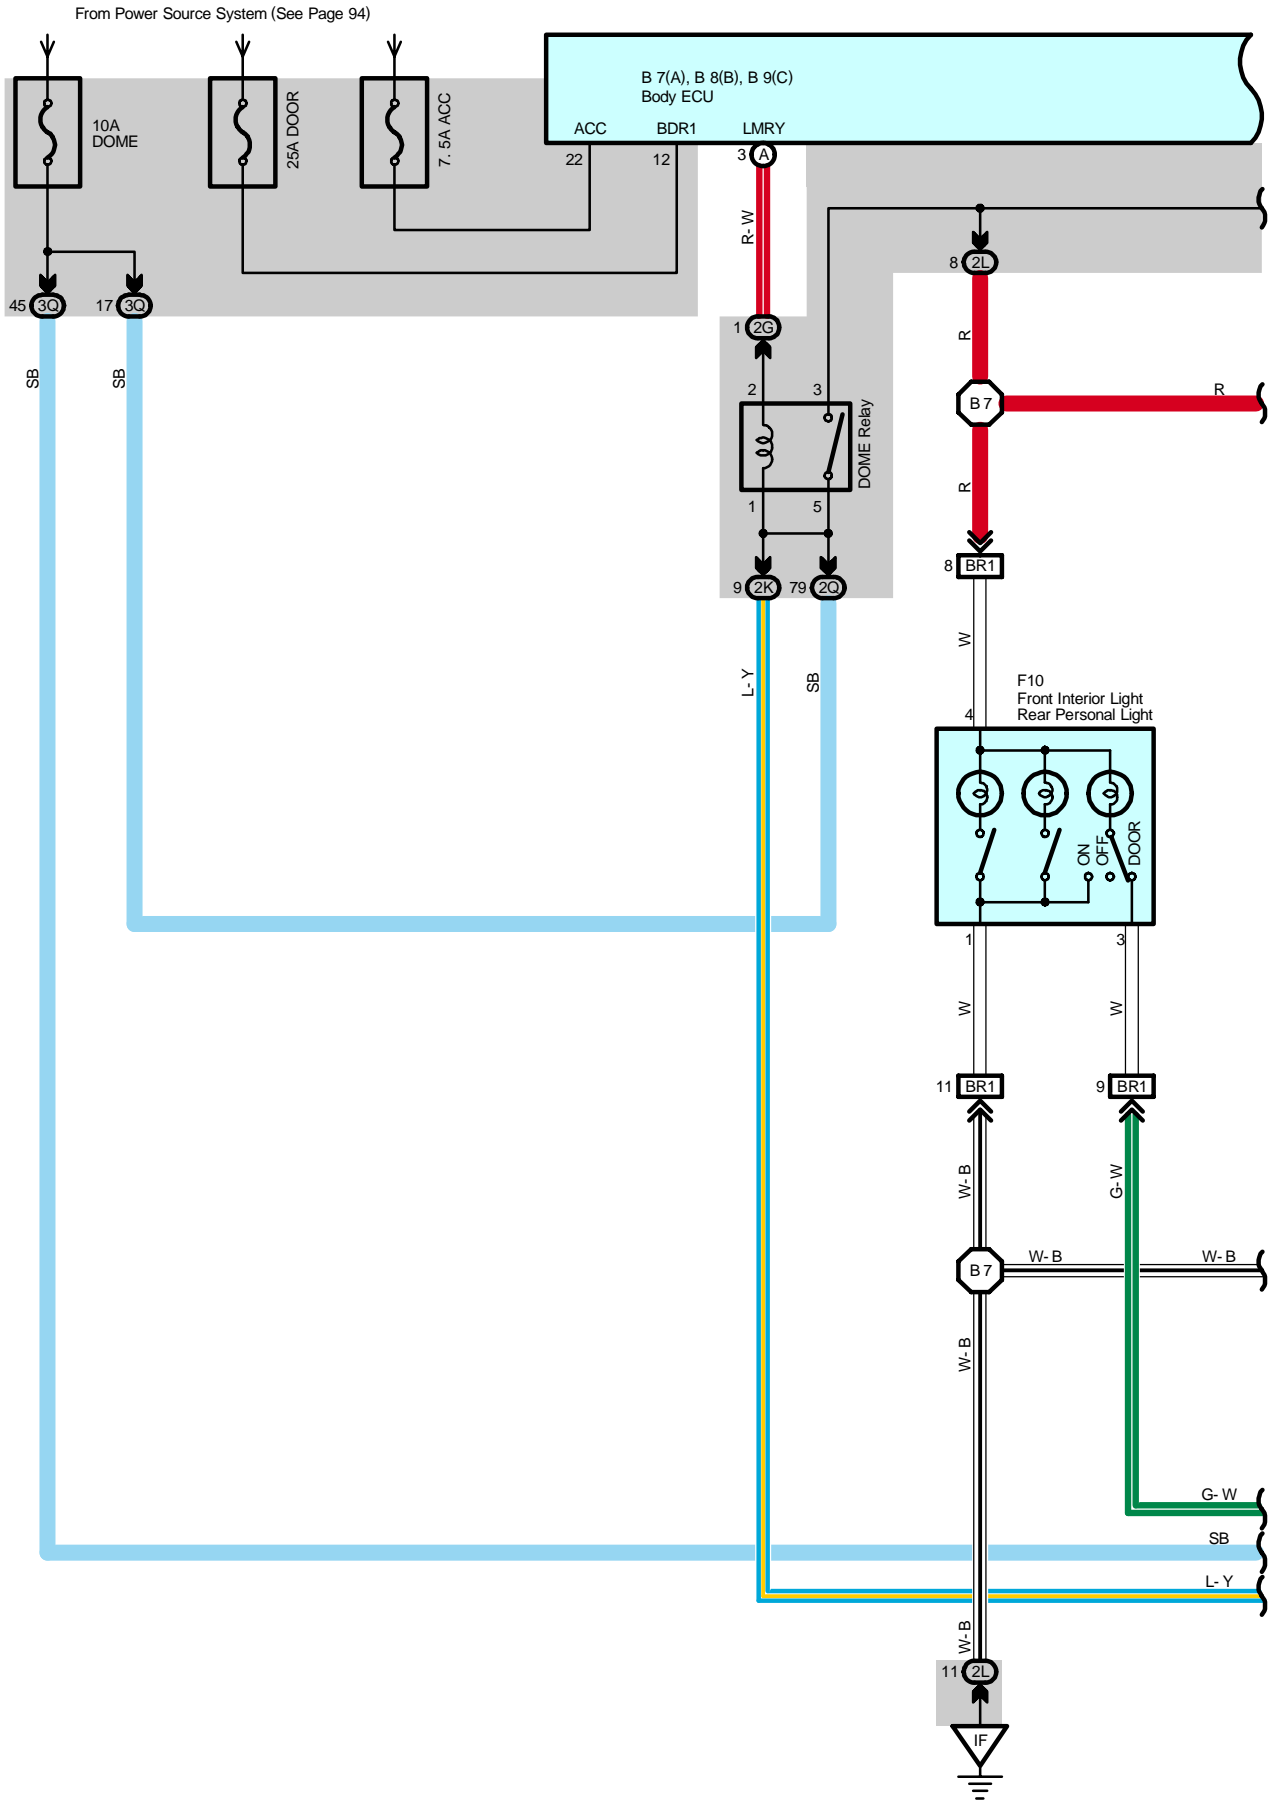 From Power Source System (See Page 94)
10A
DOME
25A DOOR
7. 5A ACC
B 7(A), B 8(B), B 9(C)
Body ECU
ACC
BDR1
LMRY
22
12
3
A
R- W
8
2L
45
3Q
17
3Q
1
2G
SB
SB
R
R
2
3
B 7
DOME Relay
1
5
R
8
BR1
9
2K
79
2Q
W
L- Y
SB
F10
Front Interior Light
Rear Personal Light
4
ON
OFF
DOOR
1
3
W
W
11
BR1
9
BR1
W- B
G- W
B 7
W- B
W- B
W- B
G- W
SB
L- Y
W- B
11
2L
IF